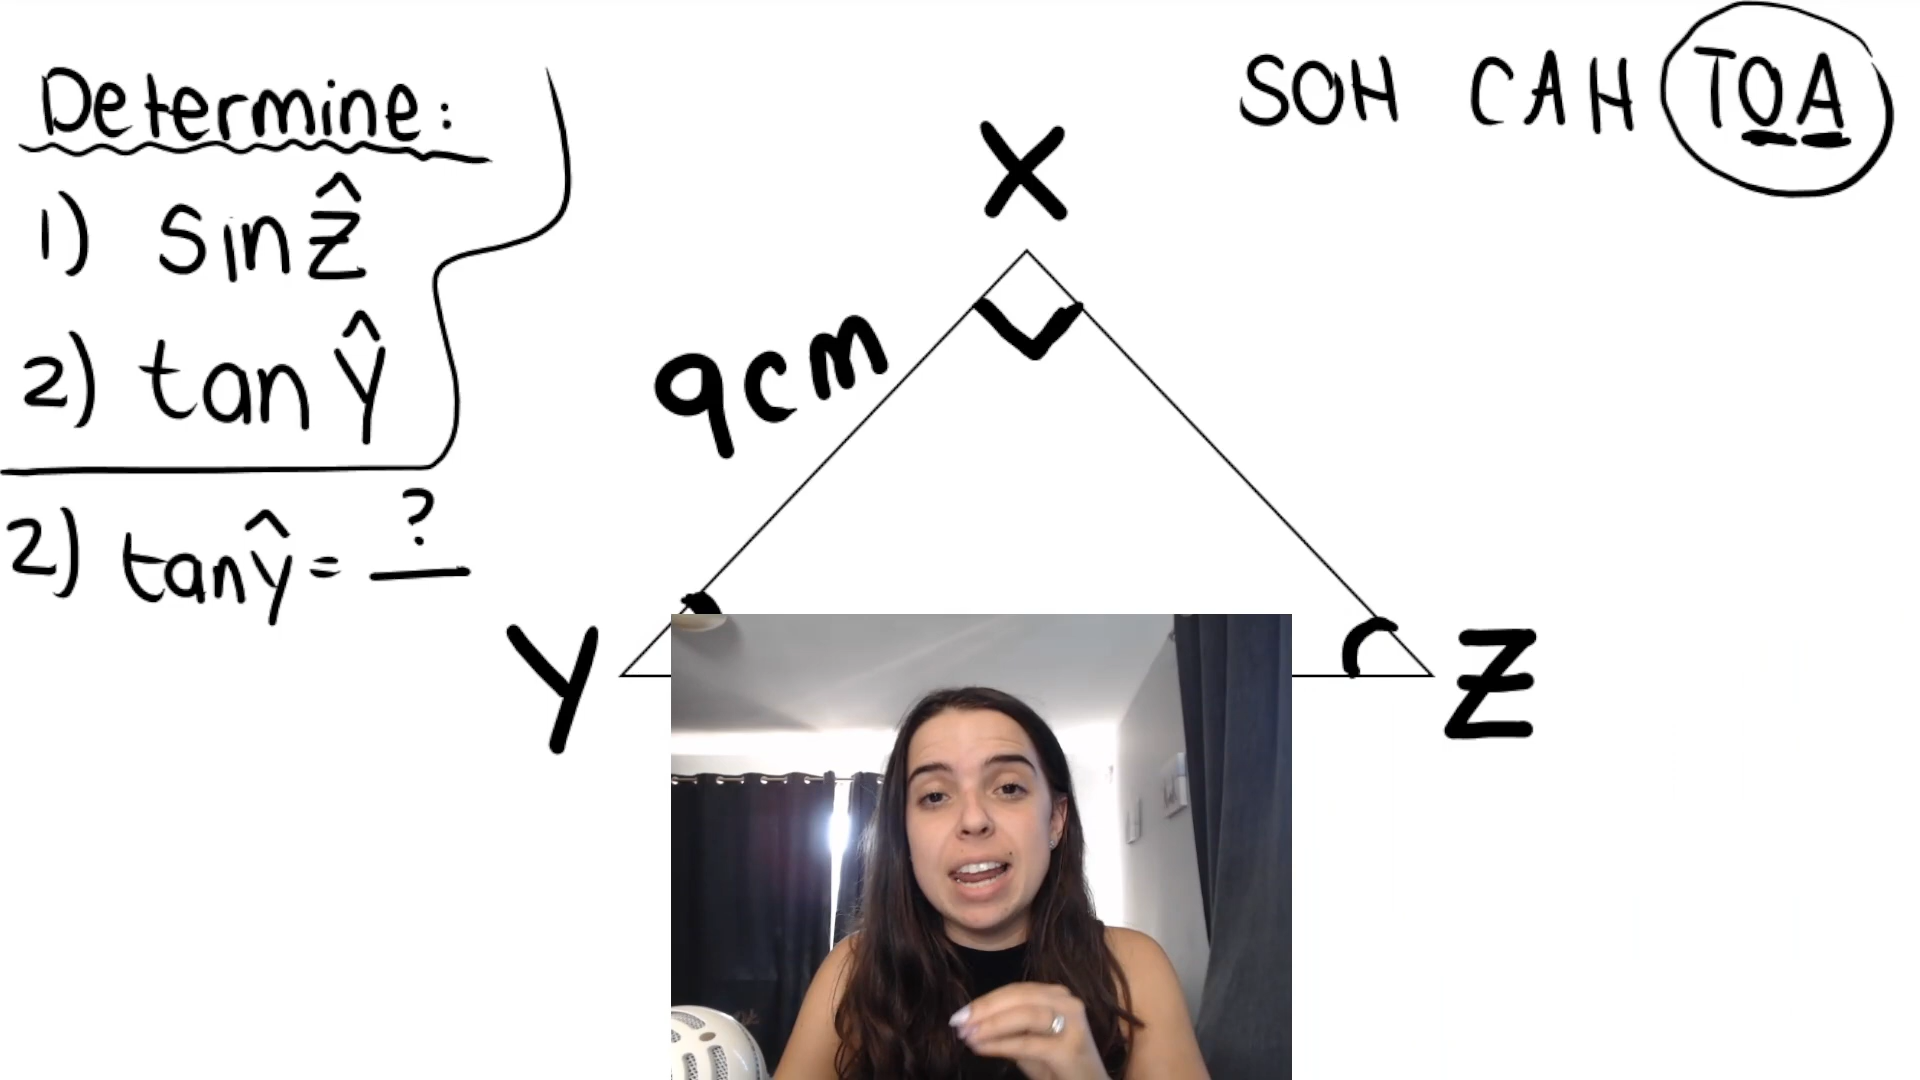 Determine:
1) sin Ẑ
2) tan Ŷ
2) tan ŷ = ?
SOH CAH TOA
X
9cm
Y
Z